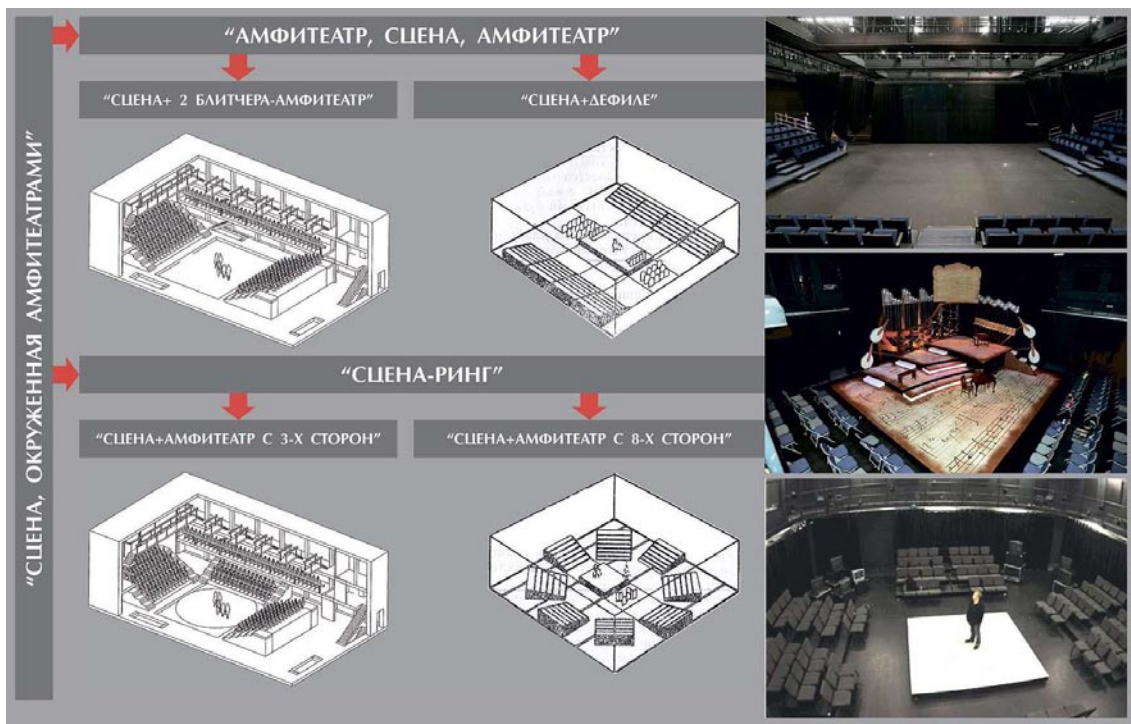 “СЦЕНА, ОКРУЖЕННАЯ АМФИТЕАТРАМИ”
“АМФИТЕАТР, СЦЕНА, АМФИТЕАТР”
“СЦЕНА+ 2 БЛИТЧЕРА-АМФИТЕАТР”
“СЦЕНА+ДЕФИЛЕ”
“СЦЕНА-РИНГ”
“СЦЕНА+АМФИТЕАТР С 3-Х СТОРОН”
“СЦЕНА+АМФИТЕАТР С 8-Х СТОРОН”